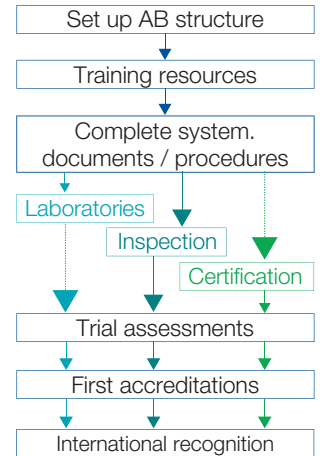 Set up AB structure
Training resources
Complete system.
documents / procedures
Laboratories
Inspection
Certification
Trial assessments
First accreditations
International recognition